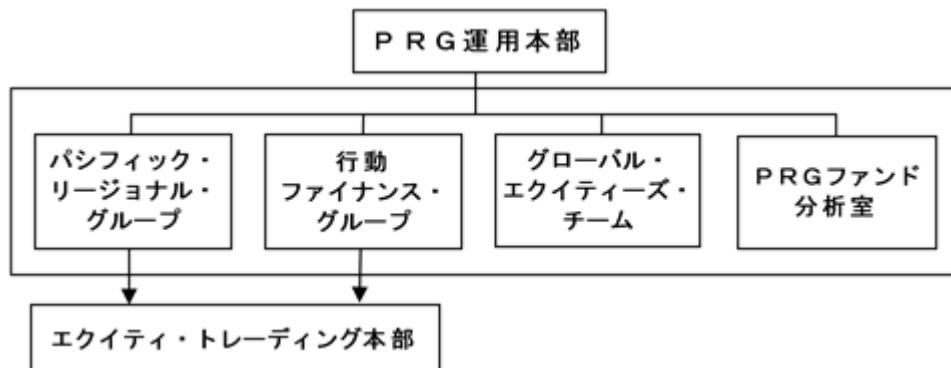 ＰＲＧ運用本部
パシフィック・
リージョナル・
グループ
行動
ファイナンス・
グループ
グローバル・
エクイティーズ・
チーム
ＰＲＧファンド
分析室
エクイティ・トレーディング本部